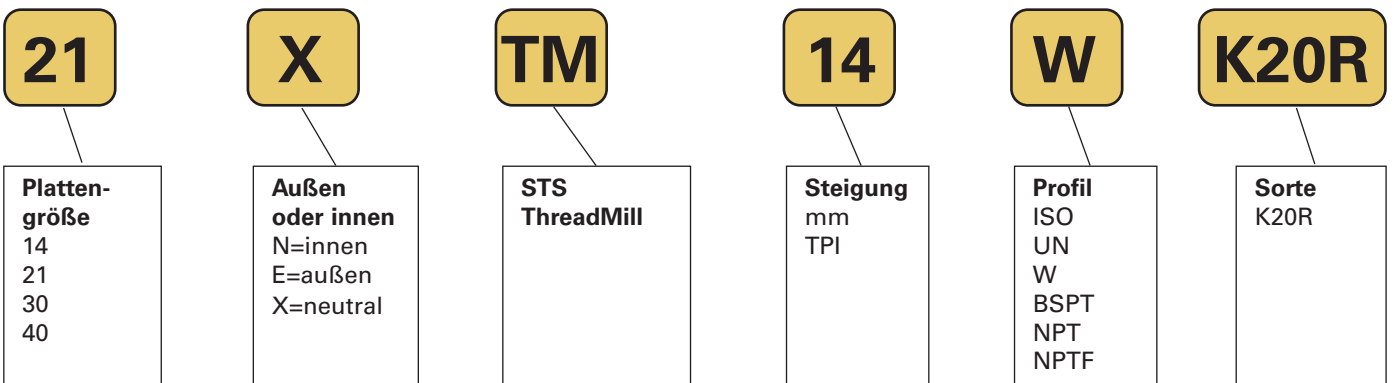 21 X TM 14 W K20R
Platten-
größe
14
21
30
40
Außen
oder innen
N=innen
E=außen
X=neutral
STS
ThreadMill
Steigung
mm
TPI
Profil
ISO
UN
W
BSPT
NPT
NPTF
Sorte
K20R